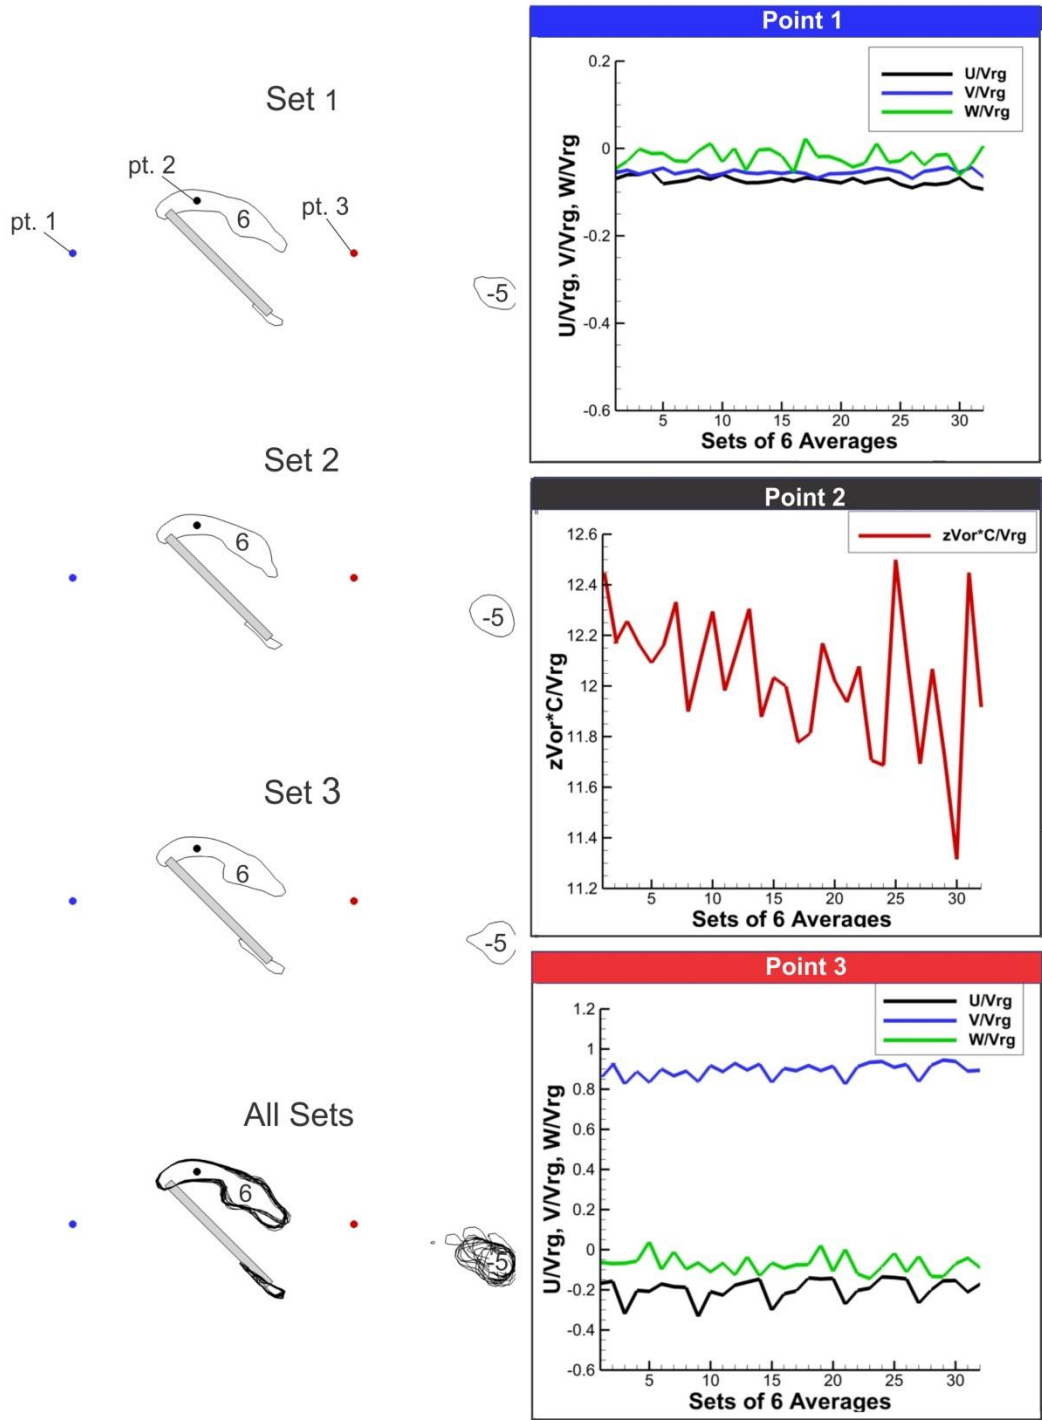 Set 1
pt. 1
pt. 2
6
pt. 3
-5
Set 2
6
-5
Set 3
6
-5
All Sets
6
-5
Point 1
U/Vrg
V/Vrg
W/Vrg
U/Vrg, V/Vrg, W/Vrg
0.2
0
-0.2
-0.4
-0.6
5 10 15 20 25 30
Sets of 6 Averages
Point 2
zVor*C/Vrg
zVor*C/Vrg
12.6
12.4
12.2
12
11.8
11.6
11.4
11.2
5 10 15 20 25 30
Sets of 6 Averages
Point 3
U/Vrg
V/Vrg
W/Vrg
U/Vrg, V/Vrg, W/Vrg
1.2
1
0.8
0.6
0.4
0.2
0
-0.2
-0.4
-0.6
5 10 15 20 25 30
Sets of 6 Averages